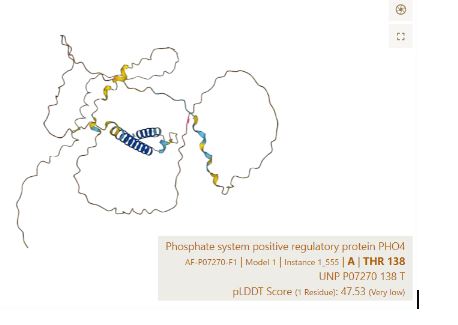 Phosphate system positive regulatory protein PHO4
AF-P07270-F1 | Model 1 | Instance 1_555 | A | THR 138
UNP P07270 138 T
pLDDT Score (1 Residue): 47.53 (Very low)